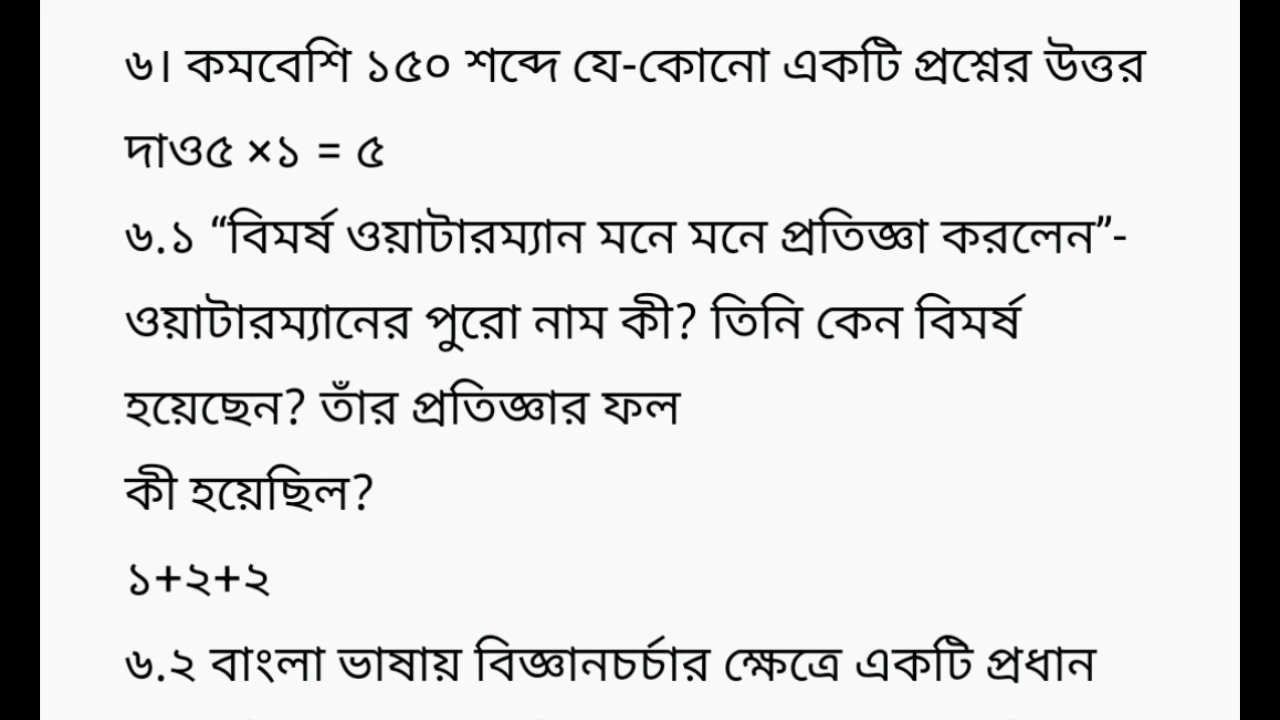 ৬। কমবেশি ১৫০ শব্দে যে-কোনো একটি প্রশ্নের উত্তর
দাও৫ ×১ = ৫
৬.১ “বিমর্ষ ওয়াটারম্যান মনে মনে প্রতিজ্ঞা করলেন”-
ওয়াটারম্যানের পুরো নাম কী? তিনি কেন বিমর্ষ
হয়েছেন? তাঁর প্রতিজ্ঞার ফল
কী হয়েছিল?
১+২+২
৬.২ বাংলা ভাষায় বিজ্ঞানচর্চার ক্ষেত্রে একটি প্রধান